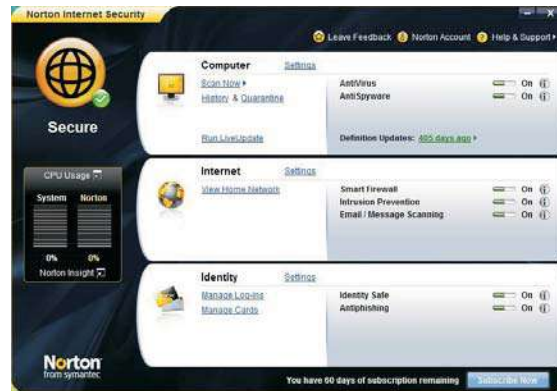 Norton Internet Security
Leave Feedback Norton Account Help & Support
Secure
CPU Usage
System Norton
0% 0%
Norton Insight
Computer Settings
Scan Now
History & Quarantine
Run LiveUpdate
AntiVirus On
AntiSpyware On
Definition Updates: 405 days ago
Internet Settings
View Home Network
Smart Firewall On
Intrusion Prevention On
Email / Message Scanning On
Identity Settings
Manage Log-ins
Manage Cards
Identity Safe On
Antiphishing On
Norton
from symantec
You have 60 days of subscription remaining Subscribe Now